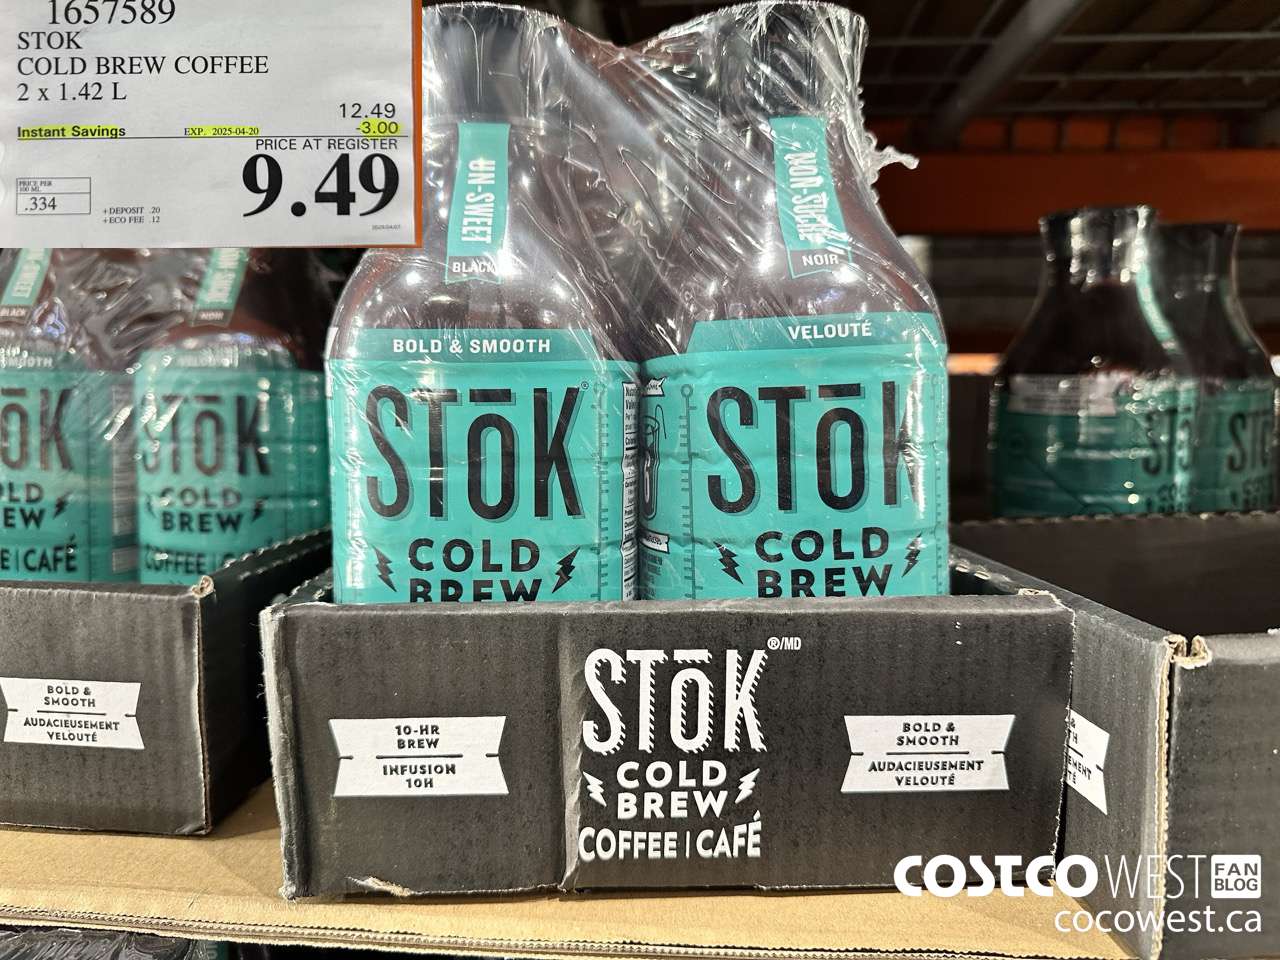 1657589
STOK
COLD BREW COFFEE
2 x 1.42 L
12.49
Instant Savings EXP. 2025-04-20 -3.00
PRICE AT REGISTER
9.49
PRICE PER
100 ML
.334
+DEPOSIT .20
+ECO FEE .12
UN-SWEET
BLACK
BOLD & SMOOTH
STōK®
COLD
BREW
NON-SUCRÉ
NOIR
VELOUTÉ
STōK
COLD
BREW
BLACK
NOIR
STōK
COLD
BREW
COFFEE | CAFÉ
BOLD &
SMOOTH
AUDACIEUSEMENT
VELOUTÉ
10-HR
BREW
INFUSION
10H
STōK®/MD
COLD
BREW
COFFEE | CAFÉ
BOLD &
SMOOTH
AUDACIEUSEMENT
VELOUTÉ
COSTCO WEST FAN BLOG
cocowest.ca